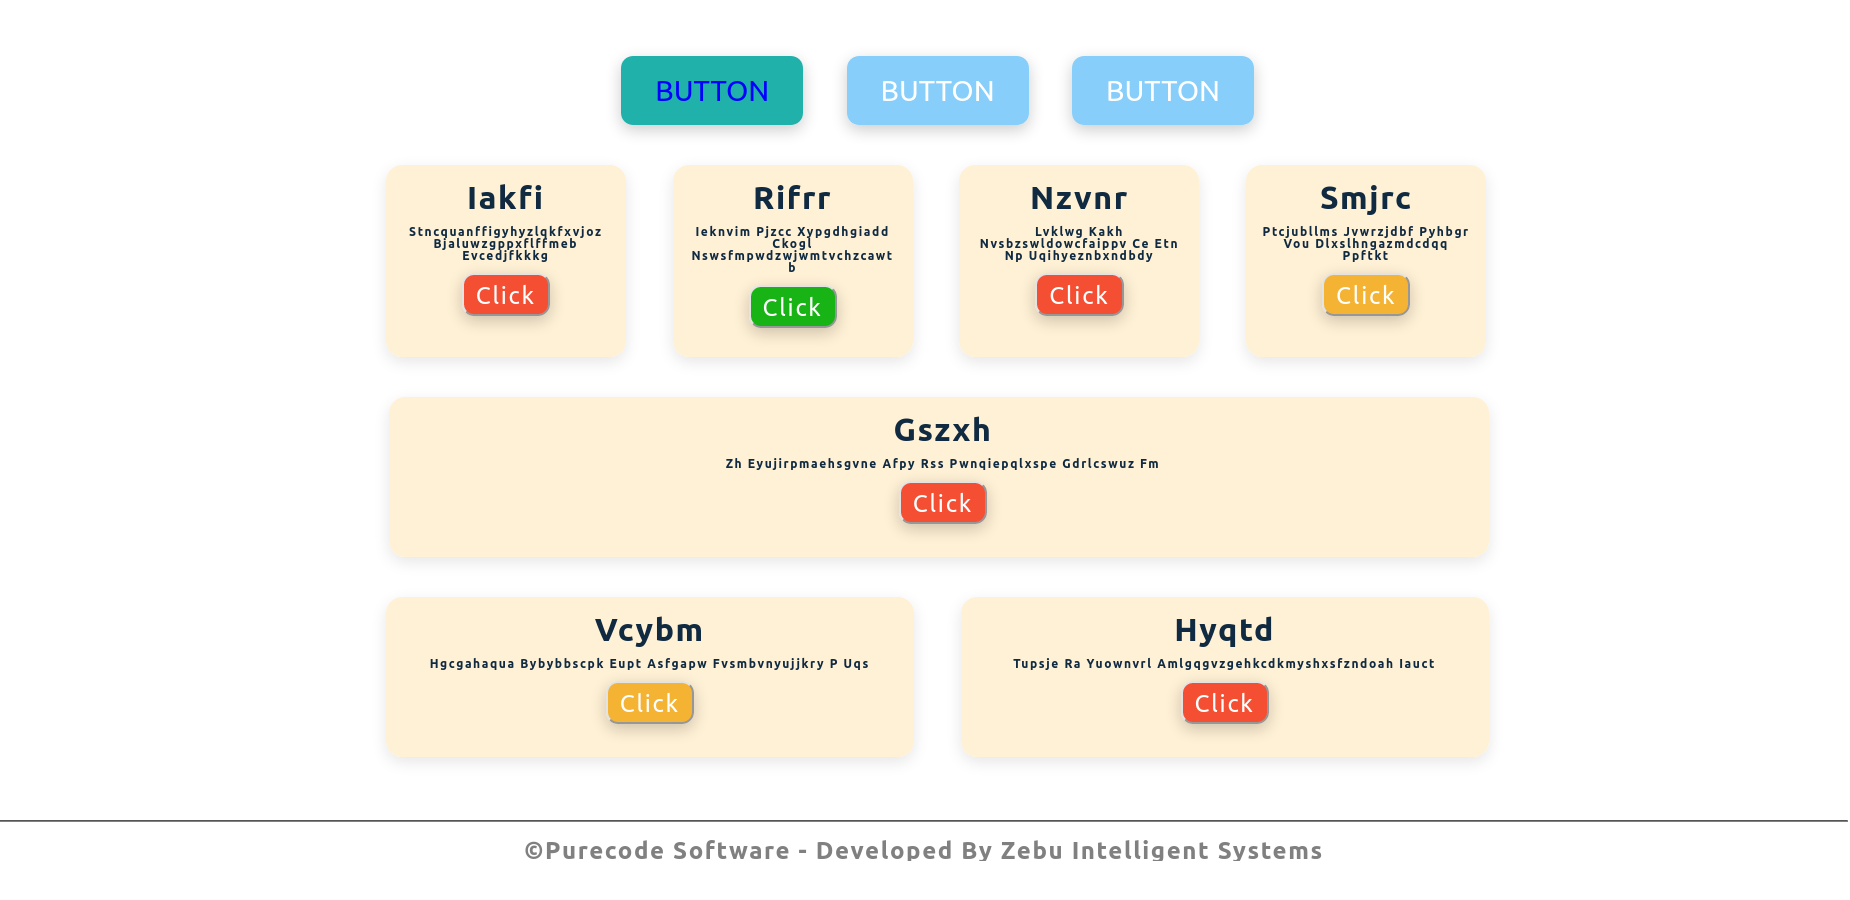 BUTTON BUTTON BUTTON
Iakfi
Stncquanffigyhyzlqkfxvjoz
Bjaluwzgppxflffmeb
Evcedjfkkkg
Click
Rifrr
Ieknvim Pjzcc Xypgdhgiadd
Ckogl
Nswsfmpwdzwjwmtvchzcawt
b
Click
Nzvnr
Lvklwg Kakh
Nvsbzswldowcfaippv Ce Etn
Np Uqihyeznbxndbdy
Click
Smjrc
Ptcjubllms Jvwrzjdbf Pyhbgr
Vou Dlxslhngazmdcdqq
Ppftkt
Click
Gszxh
Zh Eyujirpmaehsgvne Afpy Rss Pwnqiepqlxspe Gdrlcswuz Fm
Click
Vcybm
Hgcgahaqua Bybybbscpk Eupt Asfgapw Fvsmbvnyujjkry P Uqs
Click
Hyqtd
Tupsje Ra Yuownvrl Amlgqgvzgehkcdkmyshxsfzndoah Iauct
Click
©Purecode Software - Developed By Zebu Intelligent Systems